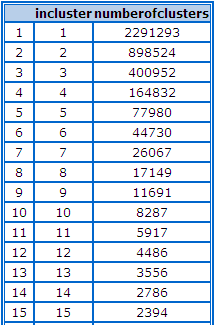 incluster numberofclusters
1 1 2291293
2 2 898524
3 3 400952
4 4 164832
5 5 77980
6 6 44730
7 7 26067
8 8 17149
9 9 11691
10 10 8287
11 11 5917
12 12 4486
13 13 3556
14 14 2786
15 15 2394